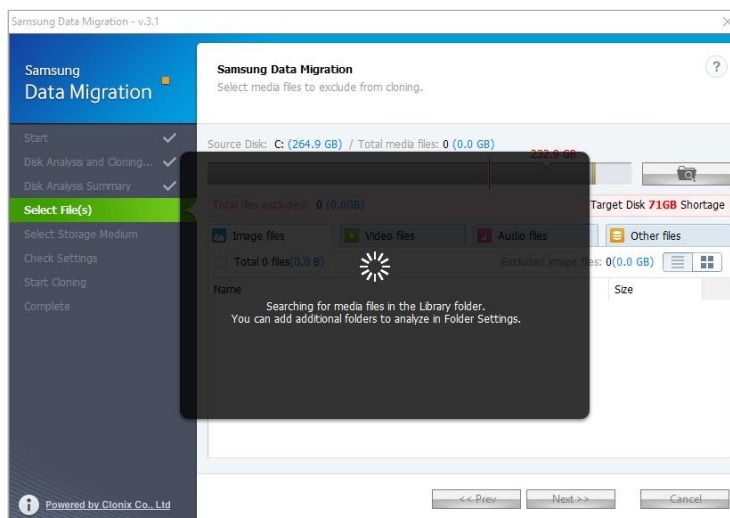 Samsung Data Migration - v.3.1
Samsung
Data Migration
Samsung Data Migration
Select media files to exclude from cloning.
?
Start
Disk Analysis and Cloning...
Disk Analysis Summary
Select File(s)
Select Storage Medium
Check Settings
Start Cloning
Complete
Source Disk: C: (264.9 GB) / Total media files: 0 (0.0 GB)
232.9 GB
Total files excluded: 0 (0.0GB)
Target Disk 71GB Shortage
Image files Video files Audio files Other files
Total 0 files(0.0 B) Excluded image files: 0(0.0 GB)
Name Size
Searching for media files in the Library folder.
You can add additional folders to analyze in Folder Settings.
Powered by Clonix Co., Ltd
<< Prev Next >> Cancel